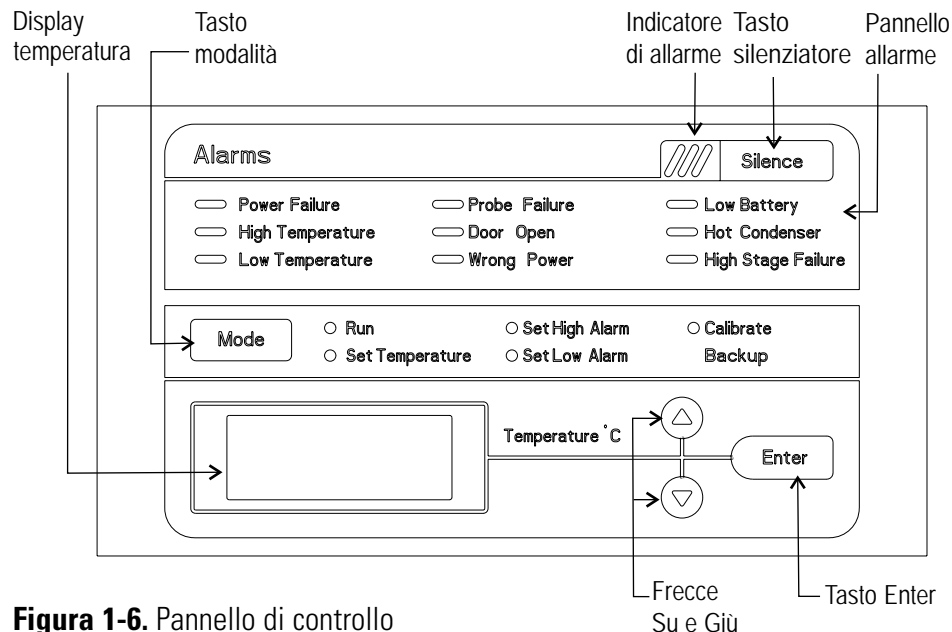 Display
temperatura
Tasto
modalità
Indicatore
di allarme
Tasto
silenziatore
Pannello
allarme
Alarms
Silence
Power Failure
Probe Failure
Low Battery
High Temperature
Door Open
Hot Condenser
Low Temperature
Wrong Power
High Stage Failure
Mode
Run
Set High Alarm
Calibrate
Set Temperature
Set Low Alarm
Backup
Temperature °C
Enter
Frecce
Su e Giù
Tasto Enter
Figura 1-6. Pannello di controllo